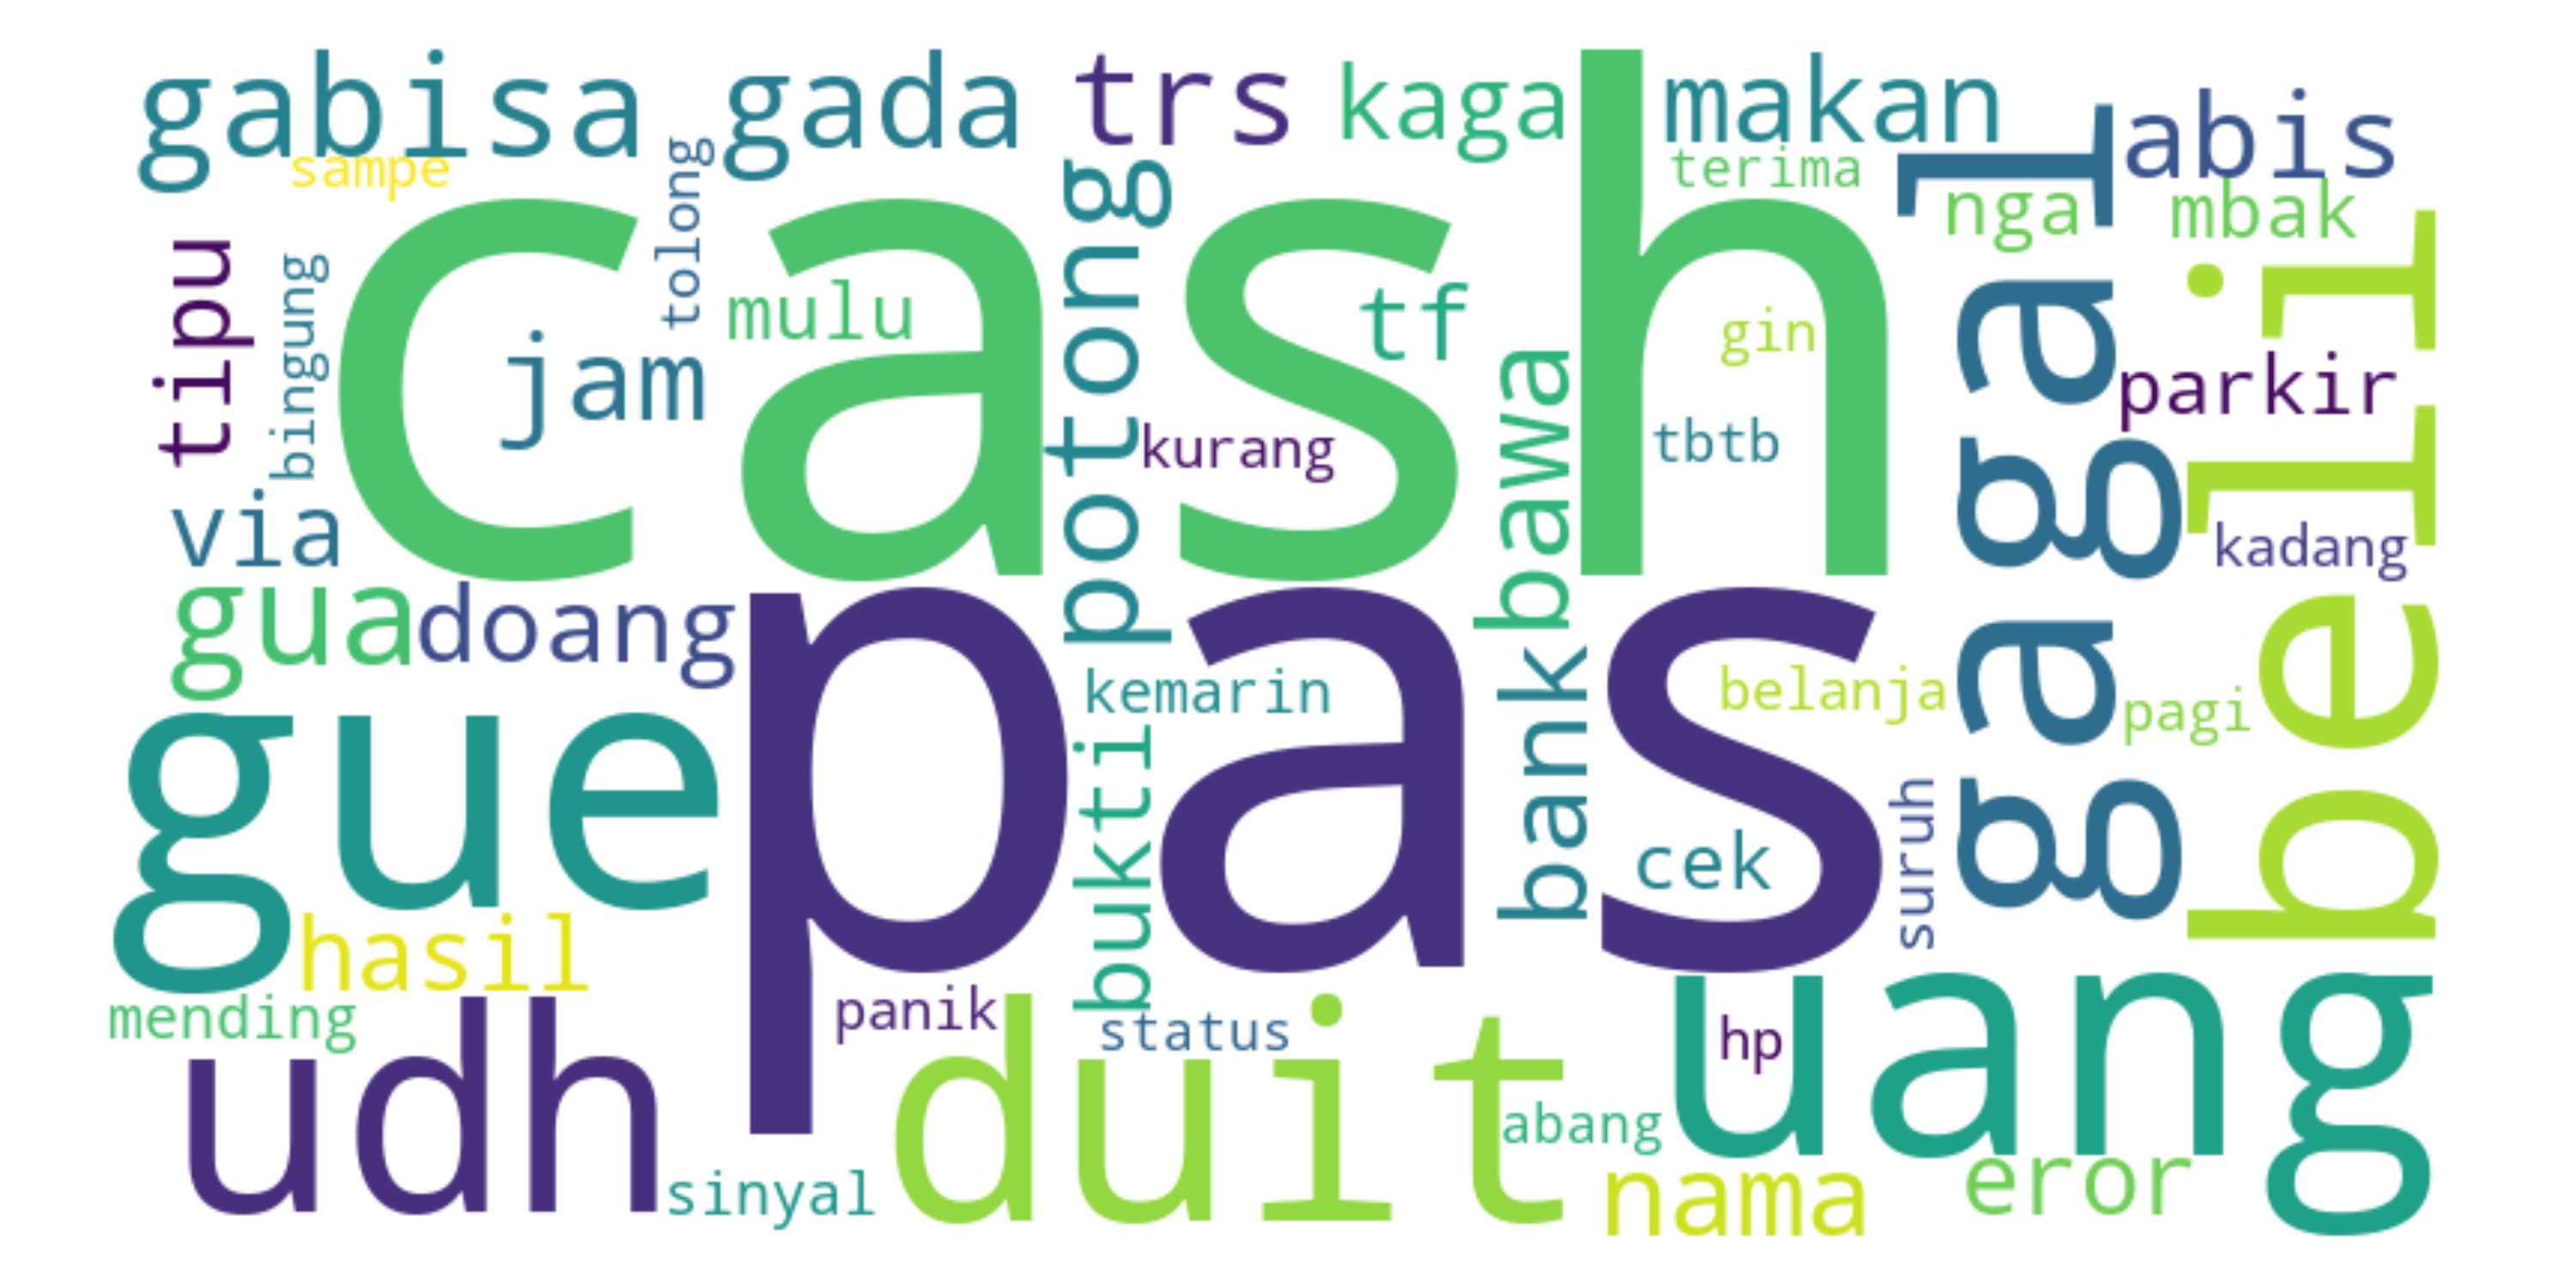 gabisa
gada
trs
kaga
makan
abis
sampe
tolong
terima
nga
mbak
cash
tipu
bingung
jam
mulu
potong
tf
gin
gagal
parkir
beli
kurang
bawa
tbtb
via
kadang
gua
doang
pas
kemarin
bank
belanja
pagi
gue
bukti
cek
suruh
hasil
mending
panik
status
hp
uang
udh
duit
abang
sinyal
nama
eror